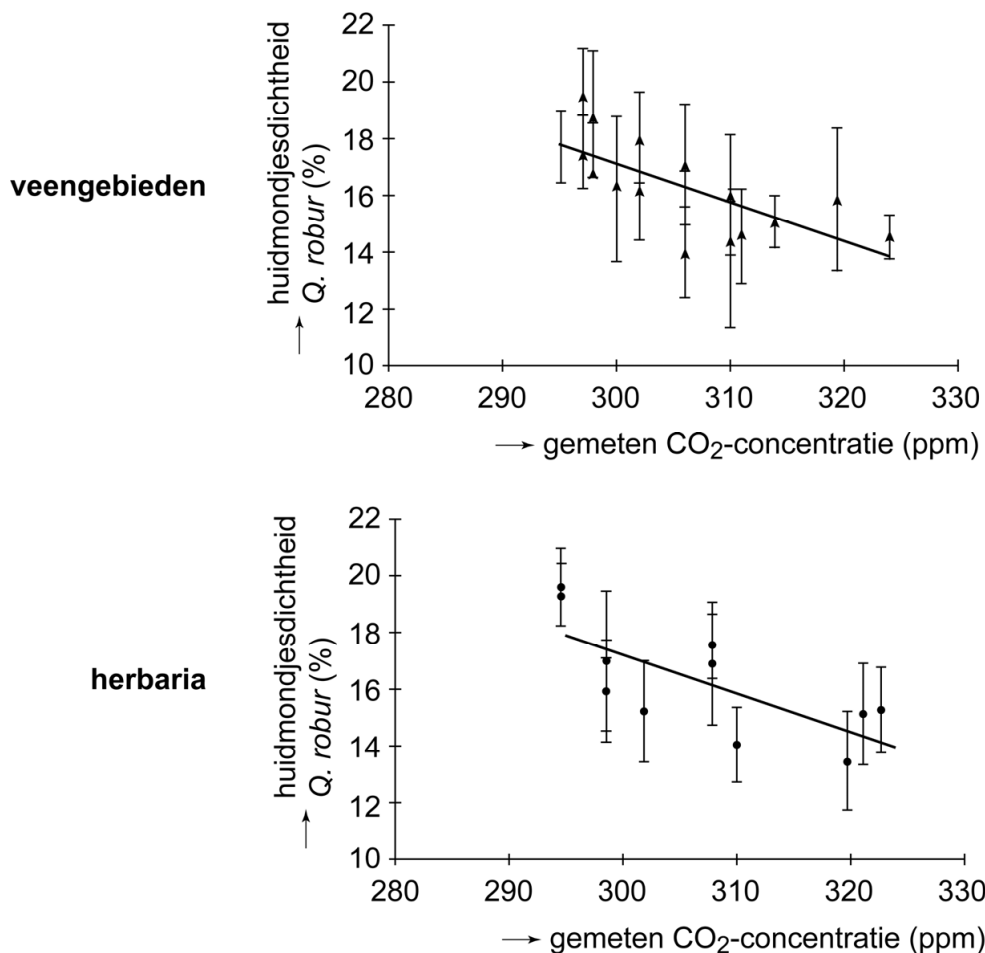 veengebieden
huidmondjesdichtheid
Q. robur (%)
22
20
18
16
14
12
10
280 290 300 310 320 330
gemeten CO₂-concentratie (ppm)
herbaria
huidmondjesdichtheid
Q. robur (%)
22
20
18
16
14
12
10
280 290 300 310 320 330
gemeten CO₂-concentratie (ppm)